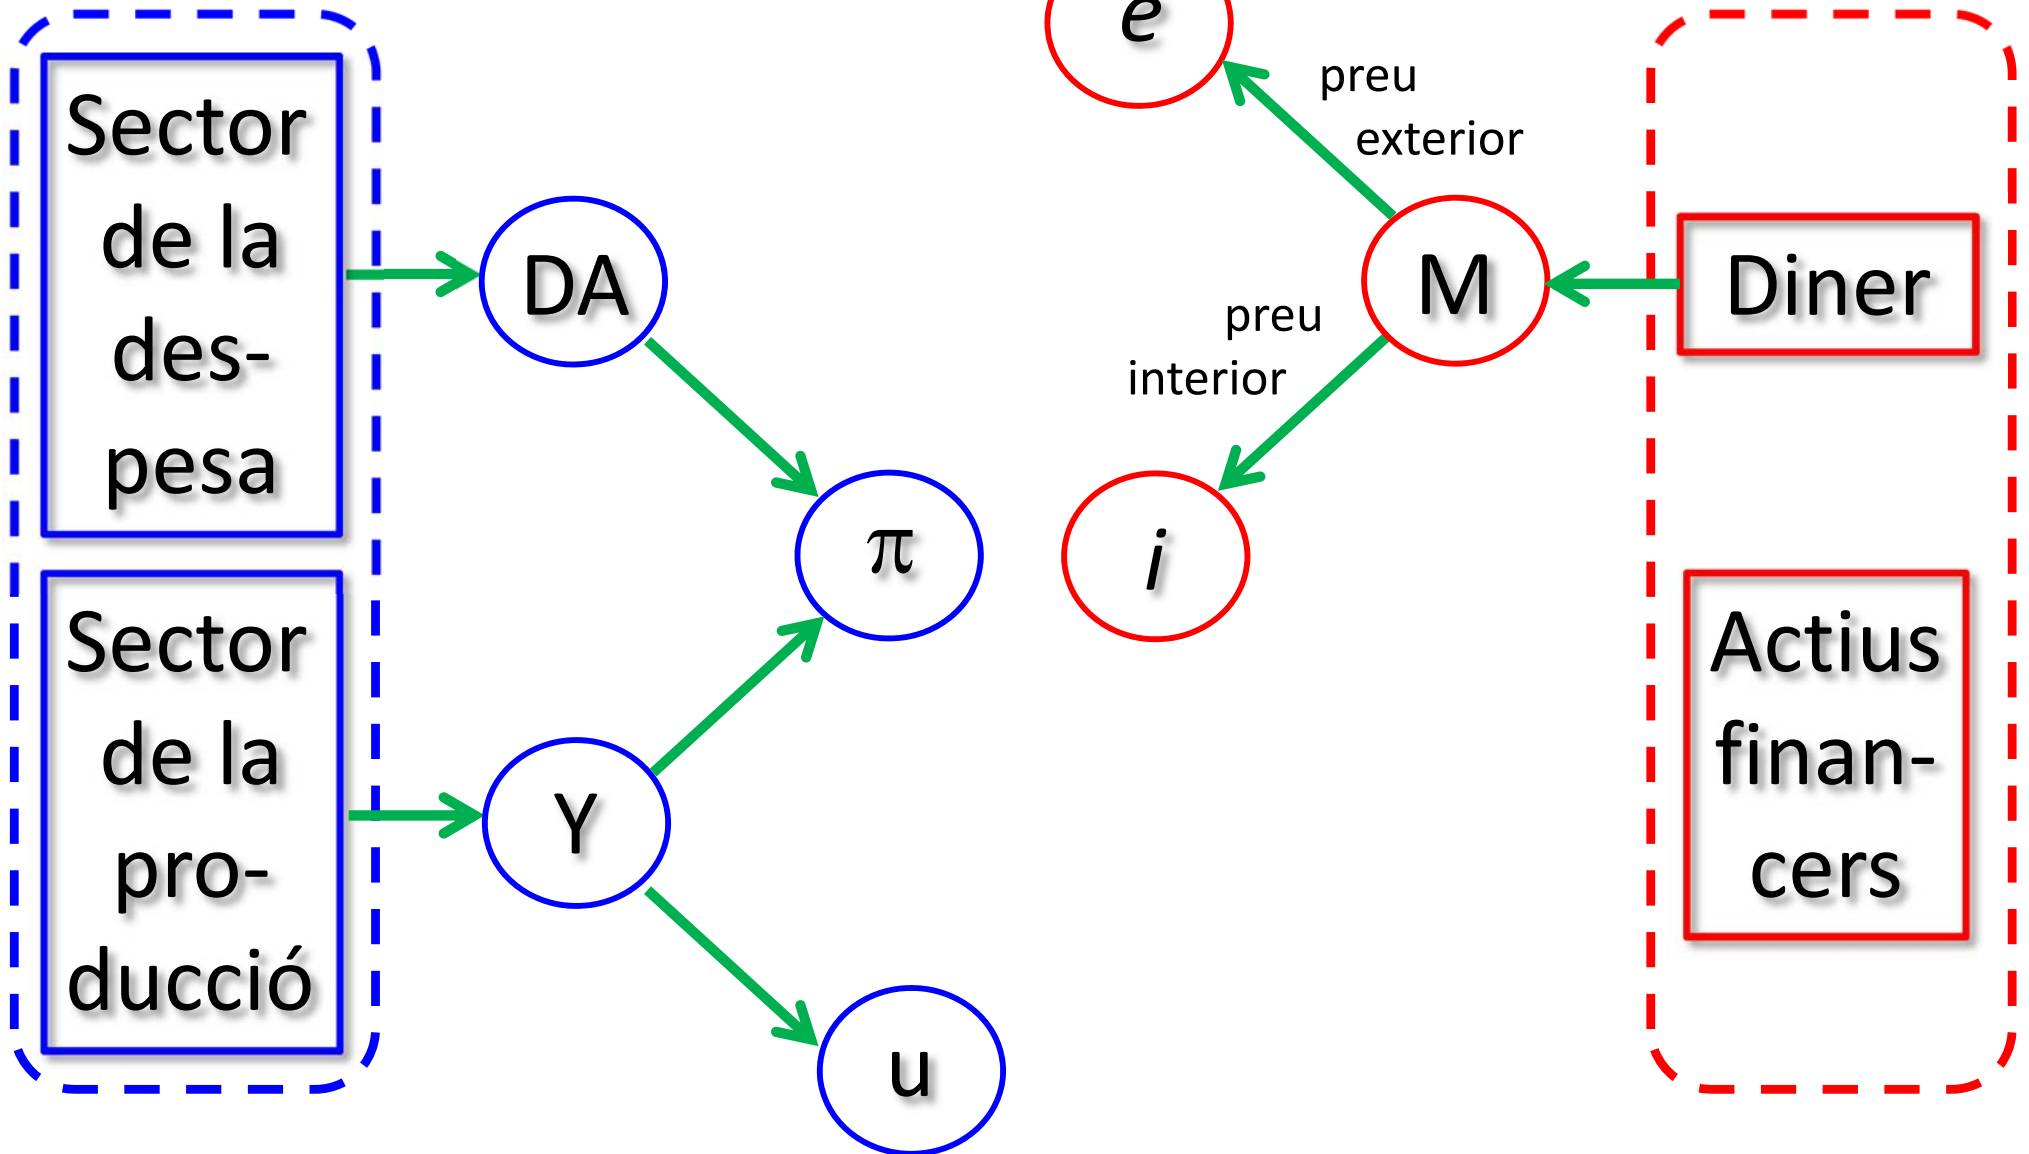 Sector
de la
des-
pesa
Sector
de la
pro-
ducció
DA
Y
π
u
e
preu
exterior
M
preu
interior
i
Diner
Actius
finan-
cers